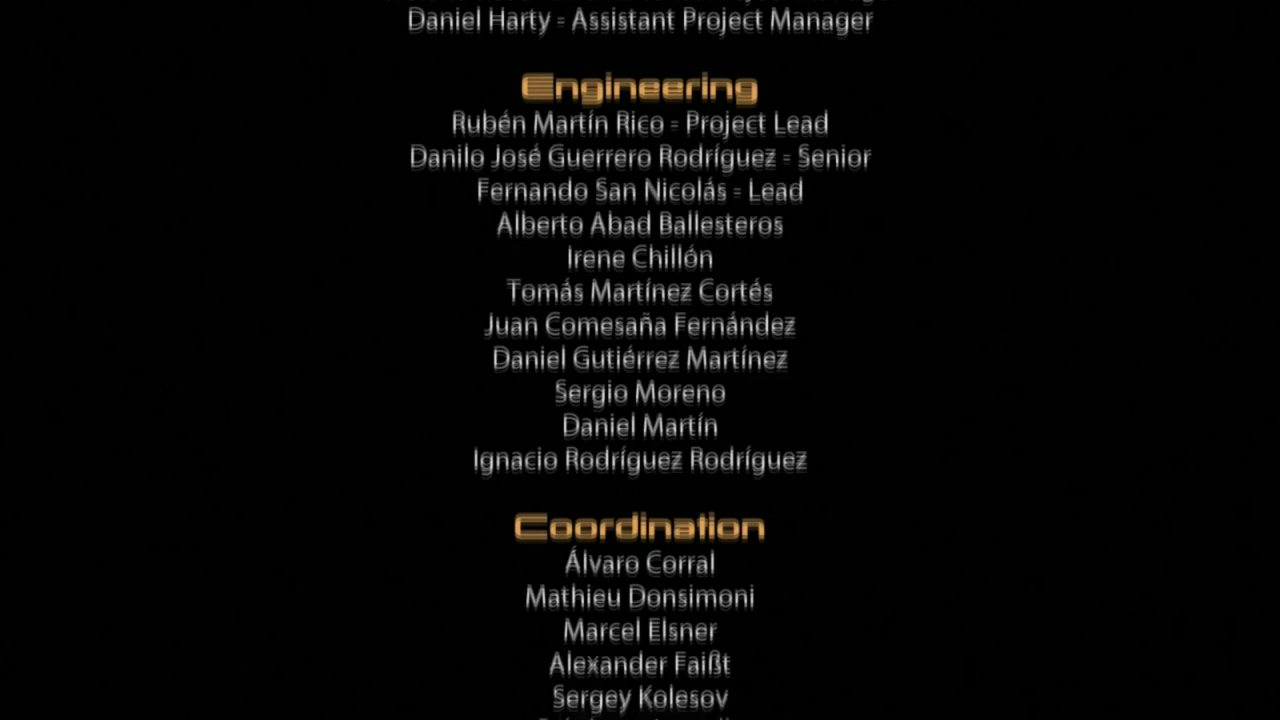 Daniel Harty - Assistant Project Manager
Engineering
Rubén Martín Rico - Project Lead
Danilo José Guerrero Rodríguez - Senior
Fernando San Nicolás - Lead
Alberto Abad Ballesteros
Irene Chillón
Tomás Martínez Cortés
Juan Comesaña Fernández
Daniel Gutiérrez Martínez
Sergio Moreno
Daniel Martín
Ignacio Rodríguez Rodríguez
Coordination
Álvaro Corral
Mathieu Donsimoni
Marcel Elsner
Alexander Faißt
Sergey Kolesov